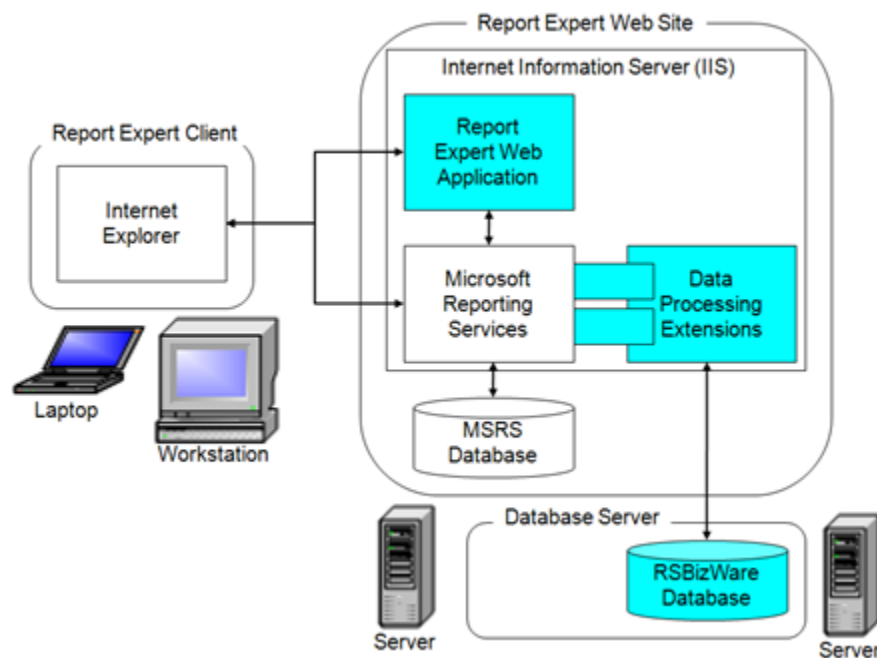 Report Expert Web Site
Internet Information Server (IIS)
Report
Expert Web
Application
Report Expert Client
Internet
Explorer
Microsoft
Reporting
Services
Data
Processing
Extensions
Laptop
Workstation
MSRS
Database
Database Server
RSBizWare
Database
Server
Server